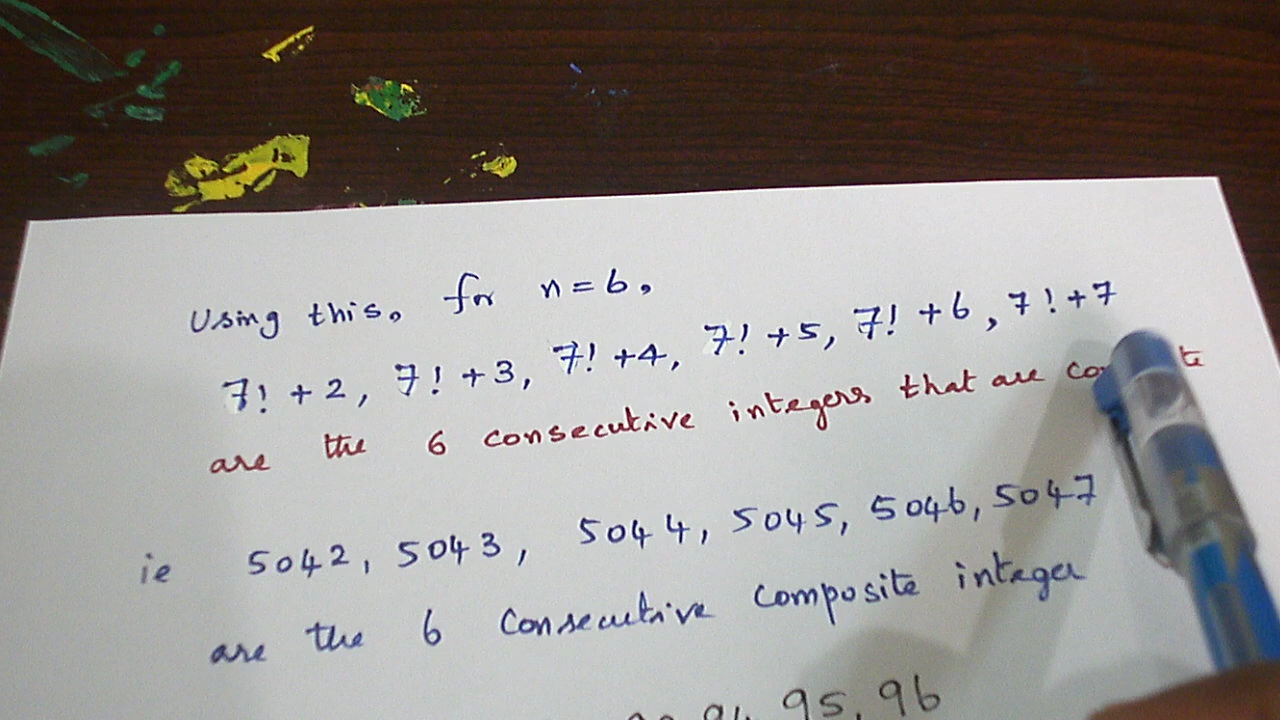 Using this, for n=6,
7! + 2, 7! + 3, 7! + 4, 7! + 5, 7! + 6, 7! + 7
are the 6 consecutive integers that are
ie 5042, 5043, 5044, 5045, 5046, 5047
are the 6 consecutive composite integer
95, 96